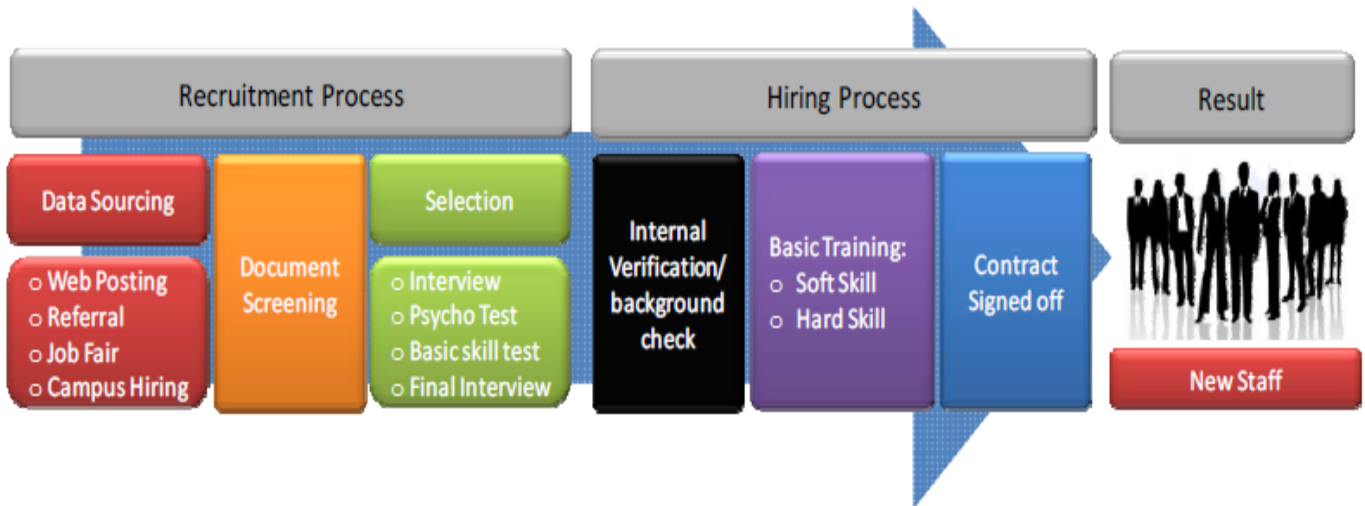 Recruitment Process
Hiring Process
Result
Data Sourcing
o Web Posting
o Referral
o Job Fair
o Campus Hiring
Document
Screening
Selection
o Interview
o Psycho Test
o Basic skill test
o Final Interview
Internal
Verification/
background
check
Basic Training:
o Soft Skill
o Hard Skill
Contract
Signed off
New Staff